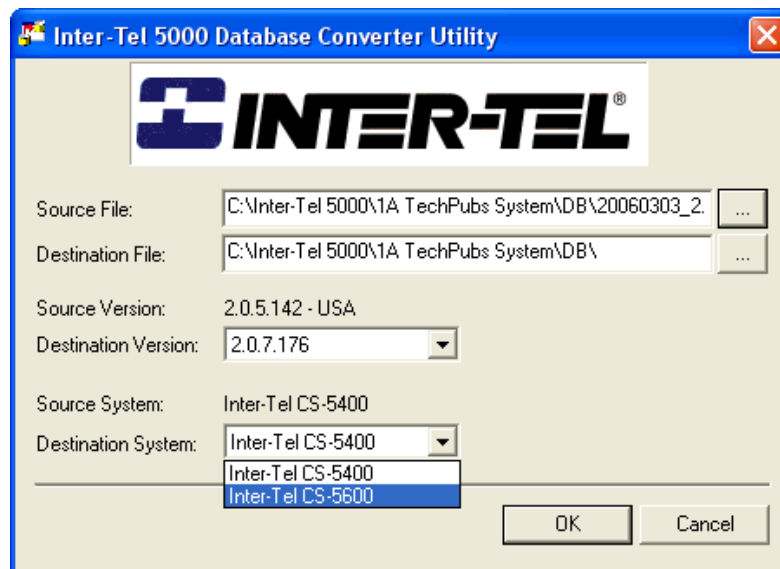 Inter-Tel 5000 Database Converter Utility
INTER-TEL®
Source File: C:\Inter-Tel 5000\1A TechPubs System\DB\20060303_2. ...
Destination File: C:\Inter-Tel 5000\1A TechPubs System\DB\ ...
Source Version: 2.0.5.142 - USA
Destination Version: 2.0.7.176
Source System: Inter-Tel CS-5400
Destination System: Inter-Tel CS-5400
Inter-Tel CS-5400
Inter-Tel CS-5600
OK Cancel